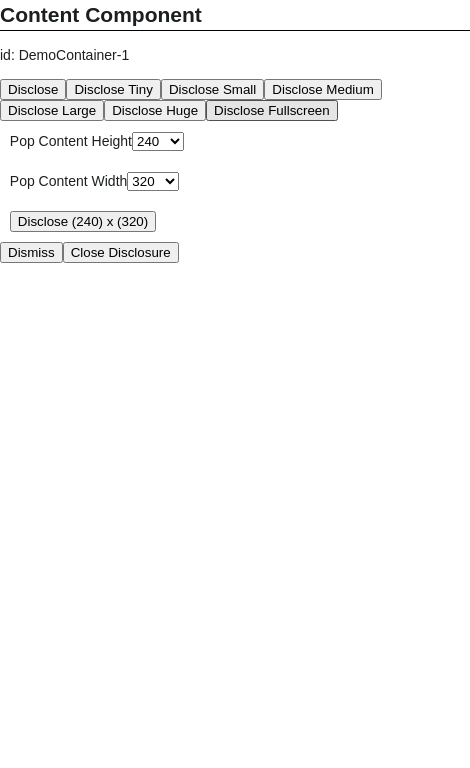 Content Component
id: DemoContainer-1
Disclose Disclose Tiny Disclose Small Disclose Medium
Disclose Large Disclose Huge Disclose Fullscreen
Pop Content Height 240
Pop Content Width 320
Disclose (240) x (320)
Dismiss Close Disclosure